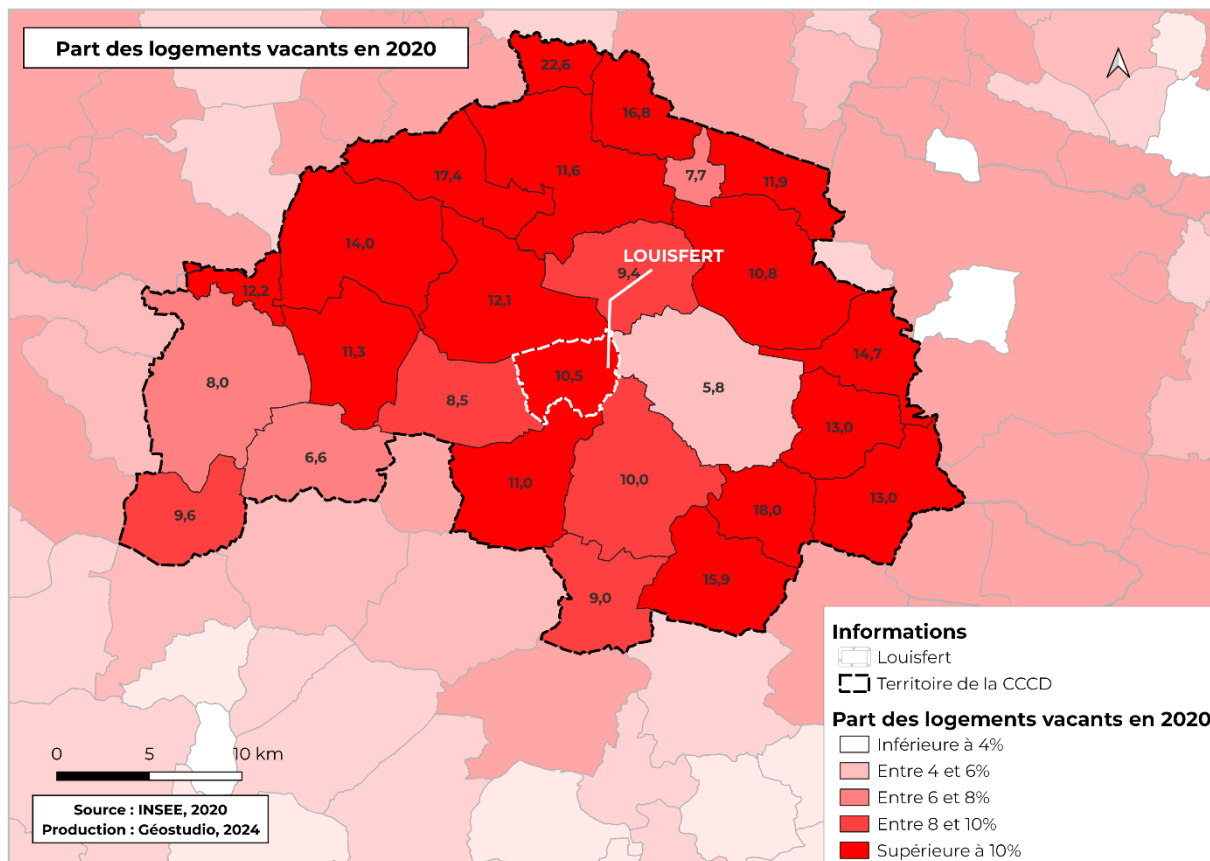 Part des logements vacants en 2020
22,6
16,8
17,4
11,6
7,7
11,9
14,0
LOUISFERT
9,4
10,8
12,2
12,1
11,3
14,7
8,0
8,5
10,5
5,8
13,0
6,6
11,0
10,0
18,0
13,0
9,6
15,9
9,0
Informations
Louisfert
Territoire de la CCCD
Part des logements vacants en 2020
Inférieure à 4%
Entre 4 et 6%
Entre 6 et 8%
Entre 8 et 10%
Supérieure à 10%
0 5 10 km
Source : INSEE, 2020
Production : Géostudio, 2024